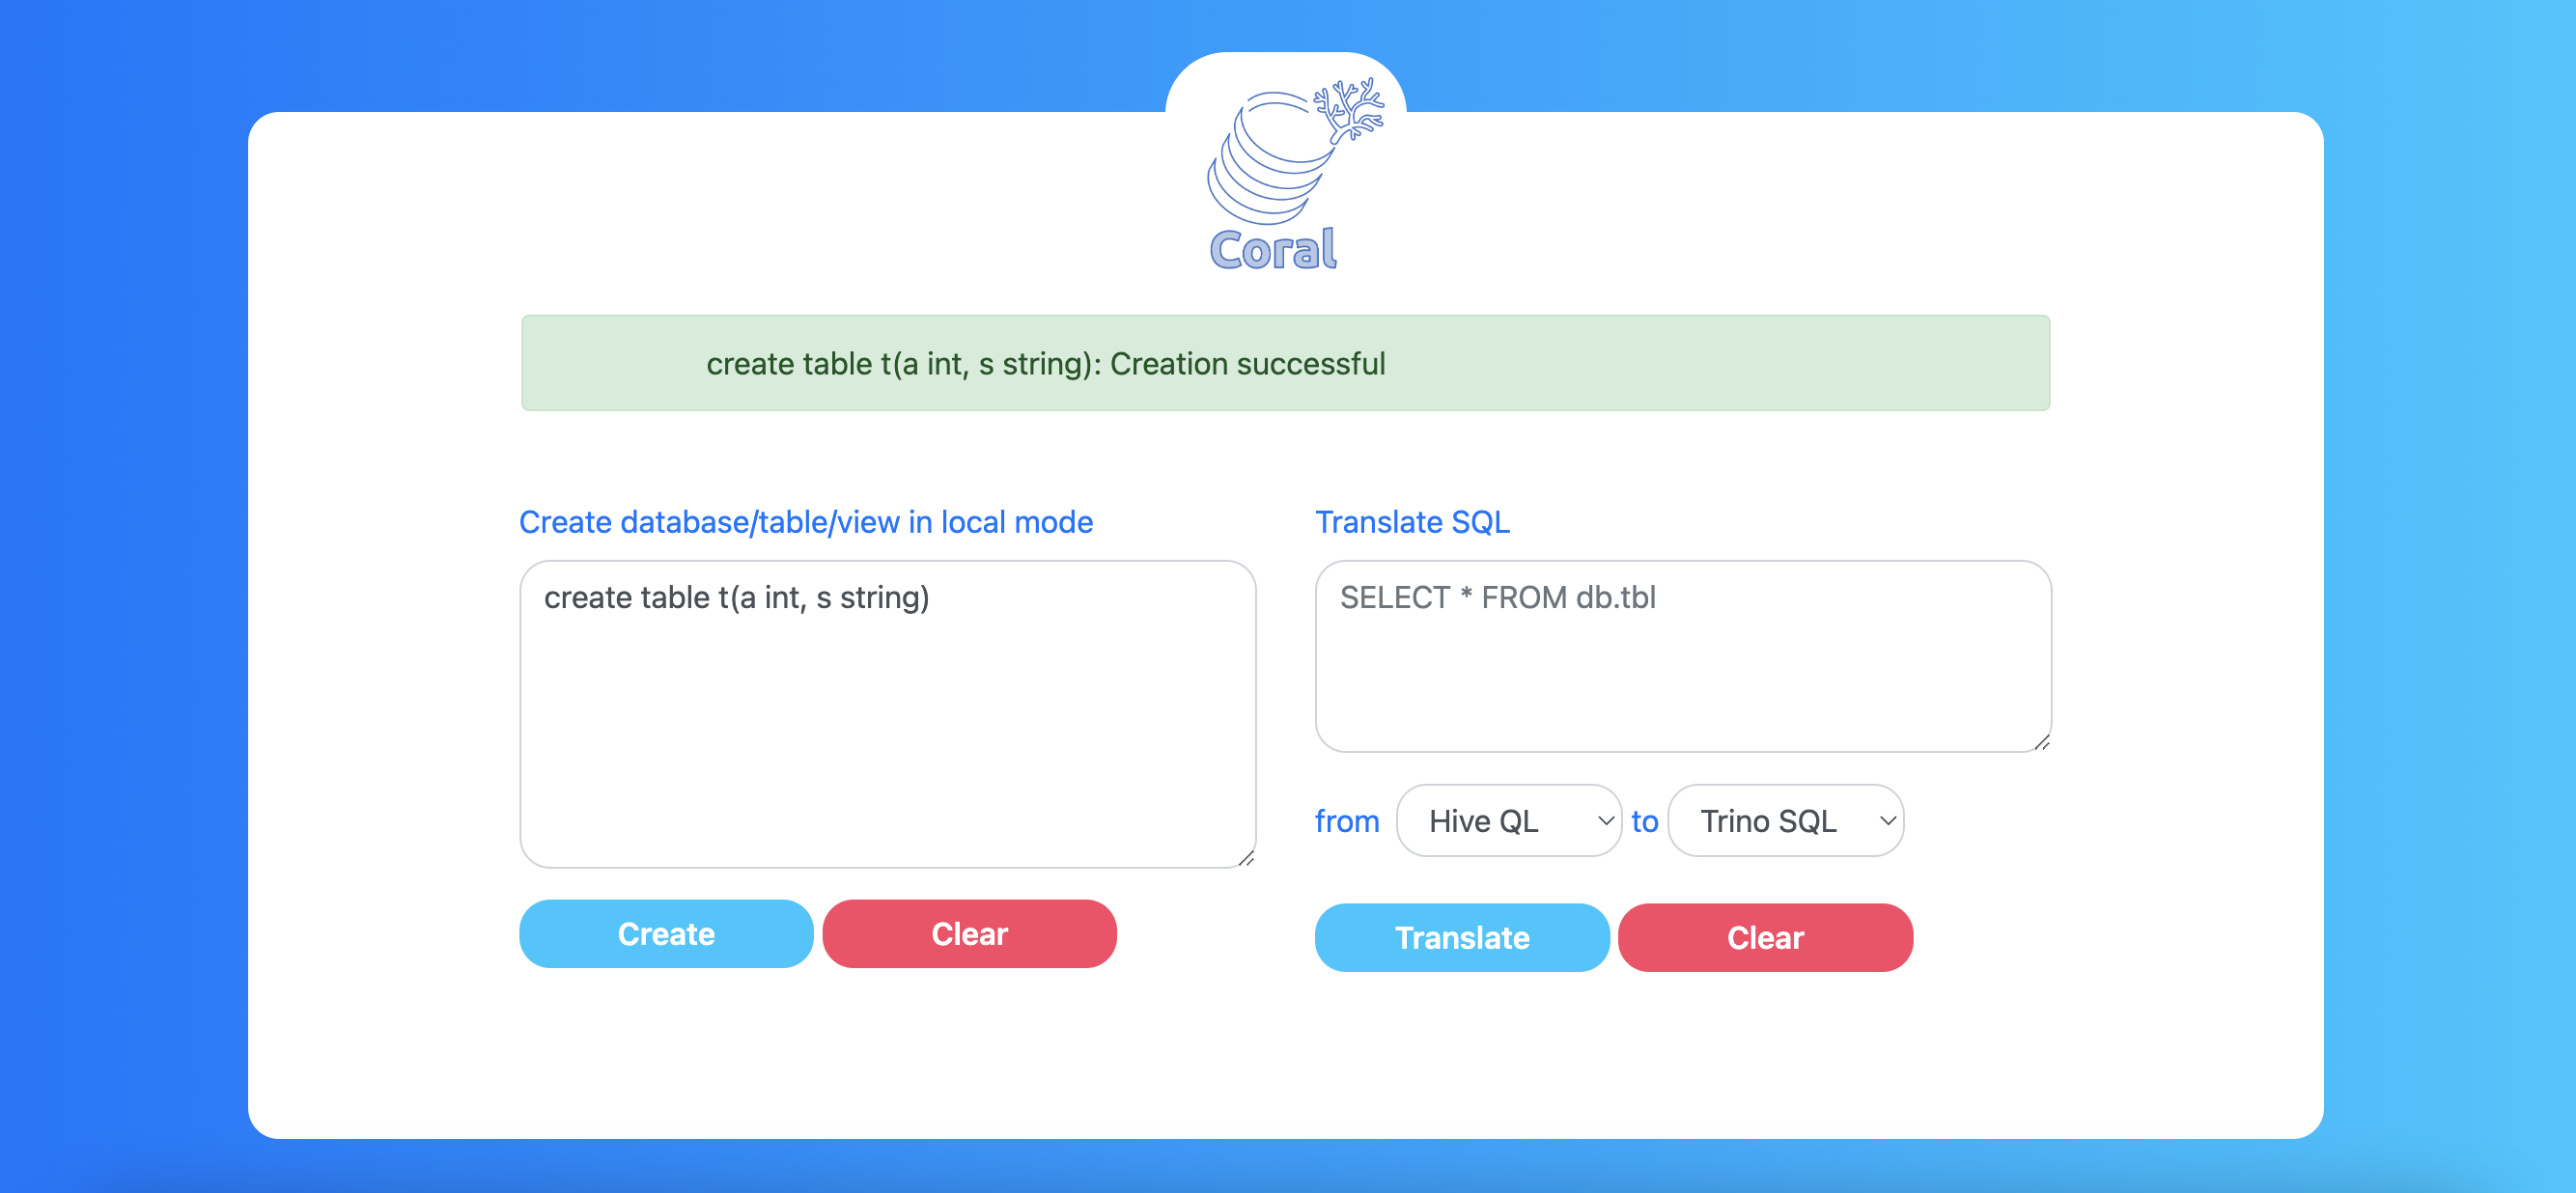 Coral
create table t(a int, s string): Creation successful
Create database/table/view in local mode
create table t(a int, s string)
Create
Clear
Translate SQL
SELECT * FROM db.tbl
from Hive QL to Trino SQL
Translate
Clear